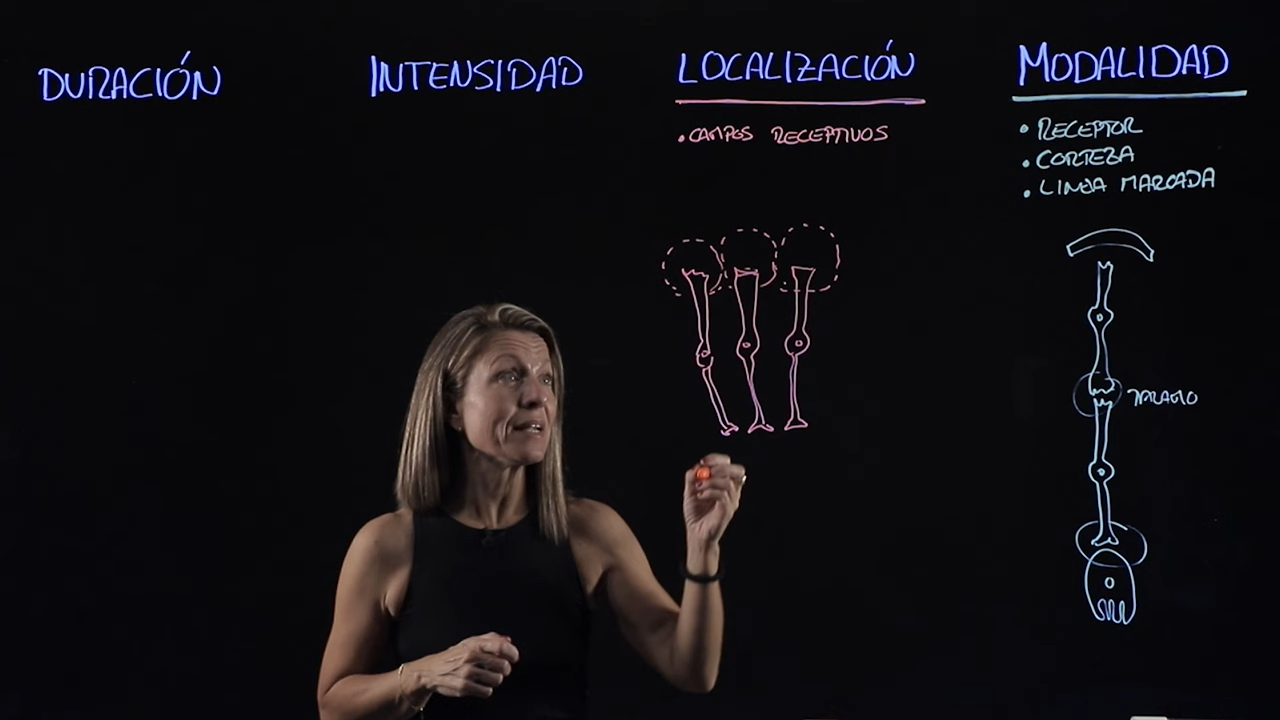 DURACIÓN
INTENSIDAD
LOCALIZACIÓN
• CAMPOS RECEPTIVOS
MODALIDAD
• RECEPTOR
• CORTEZA
• LINEA MARCADA
TALAMO